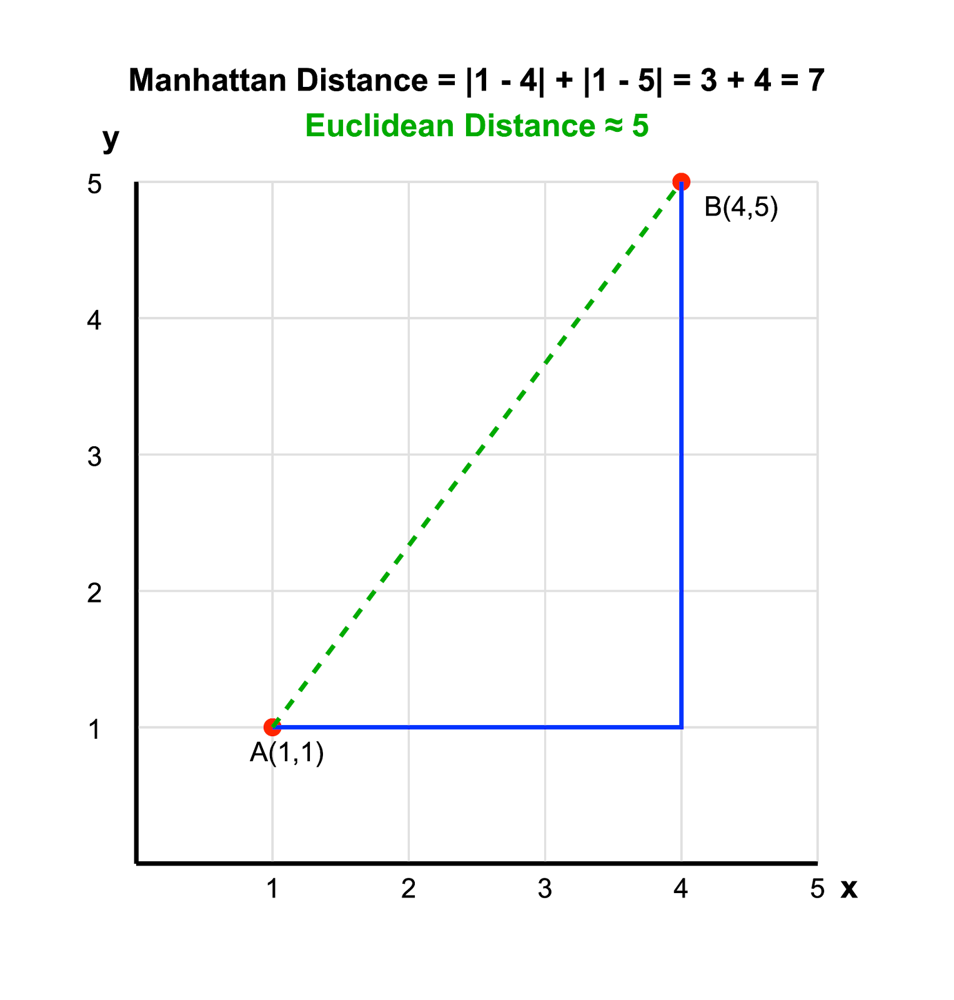 Manhattan Distance = |1 - 4| + |1 - 5| = 3 + 4 = 7
Euclidean Distance ≈ 5
y
5
B(4,5)
4
3
2
1
A(1,1)
1 2 3 4 5 x